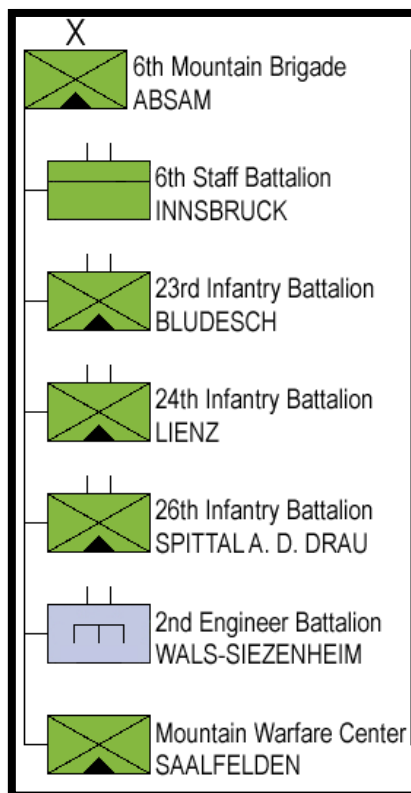 X
6th Mountain Brigade
ABSAM
6th Staff Battalion
INNSBRUCK
23rd Infantry Battalion
BLUDESCH
24th Infantry Battalion
LIENZ
26th Infantry Battalion
SPITTAL A. D. DRAU
2nd Engineer Battalion
WALS-SIEZENHEIM
Mountain Warfare Center
SAALFELDEN